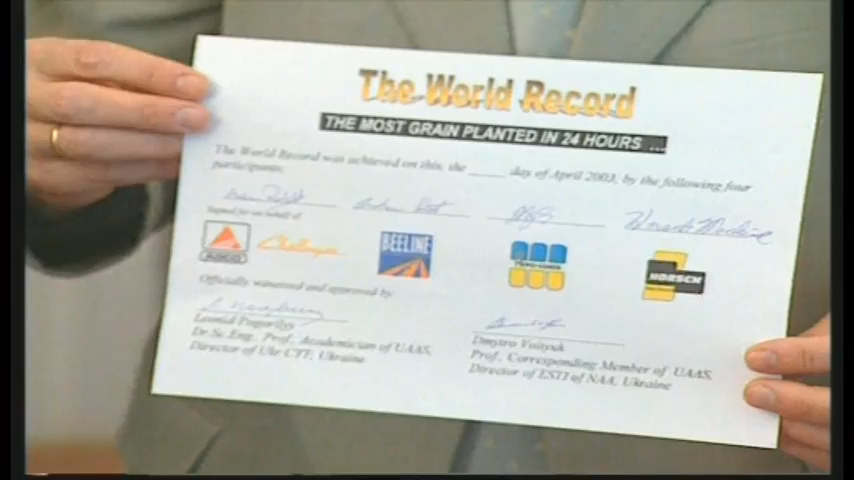 The World Record
THE MOST GRAIN PLANTED IN 24 HOURS ...
The World Record was achieved on this, the _____ day of April 2003, by the following four
participants:
Signed for on behalf of
AGCO Challenger BEELINE HORSCH
Officially witnessed and approved by:
Leonid Pogorilyy Dmytro Voityuk
Dr. Sc. Eng., Prof., Academician of UAAS, Prof., Corresponding Member of UAAS,
Director of Ukr CTT, Ukraine Director of ESTI of NAA, Ukraine